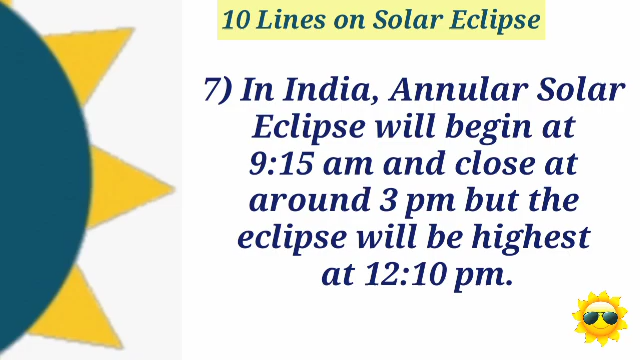 10 Lines on Solar Eclipse
7) In India, Annular Solar
Eclipse will begin at
9:15 am and close at
around 3 pm but the
eclipse will be highest
at 12:10 pm.